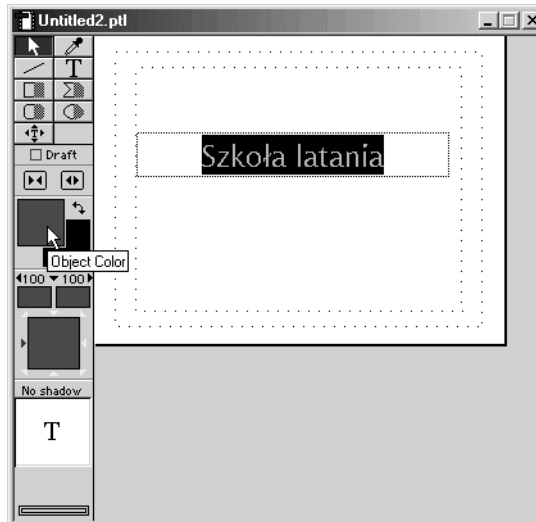 Untitled2.ptl
T
T
Draft
Szkoła latania
Object Color
100 100
No shadow
T